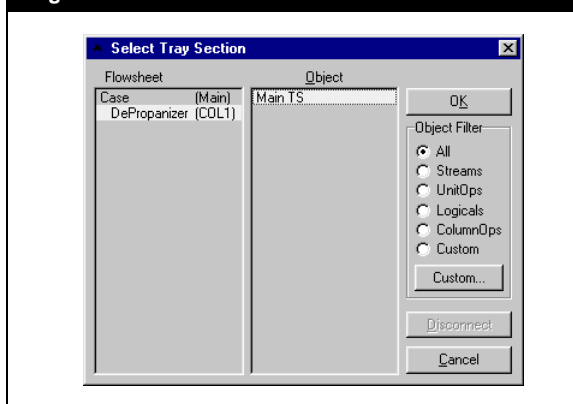 Select Tray Section
Flowsheet Object
Case (Main) Main TS
DePropanizer (COL1)
OK
Object Filter
All
Streams
UnitOps
Logicals
ColumnOps
Custom
Custom...
Disconnect
Cancel